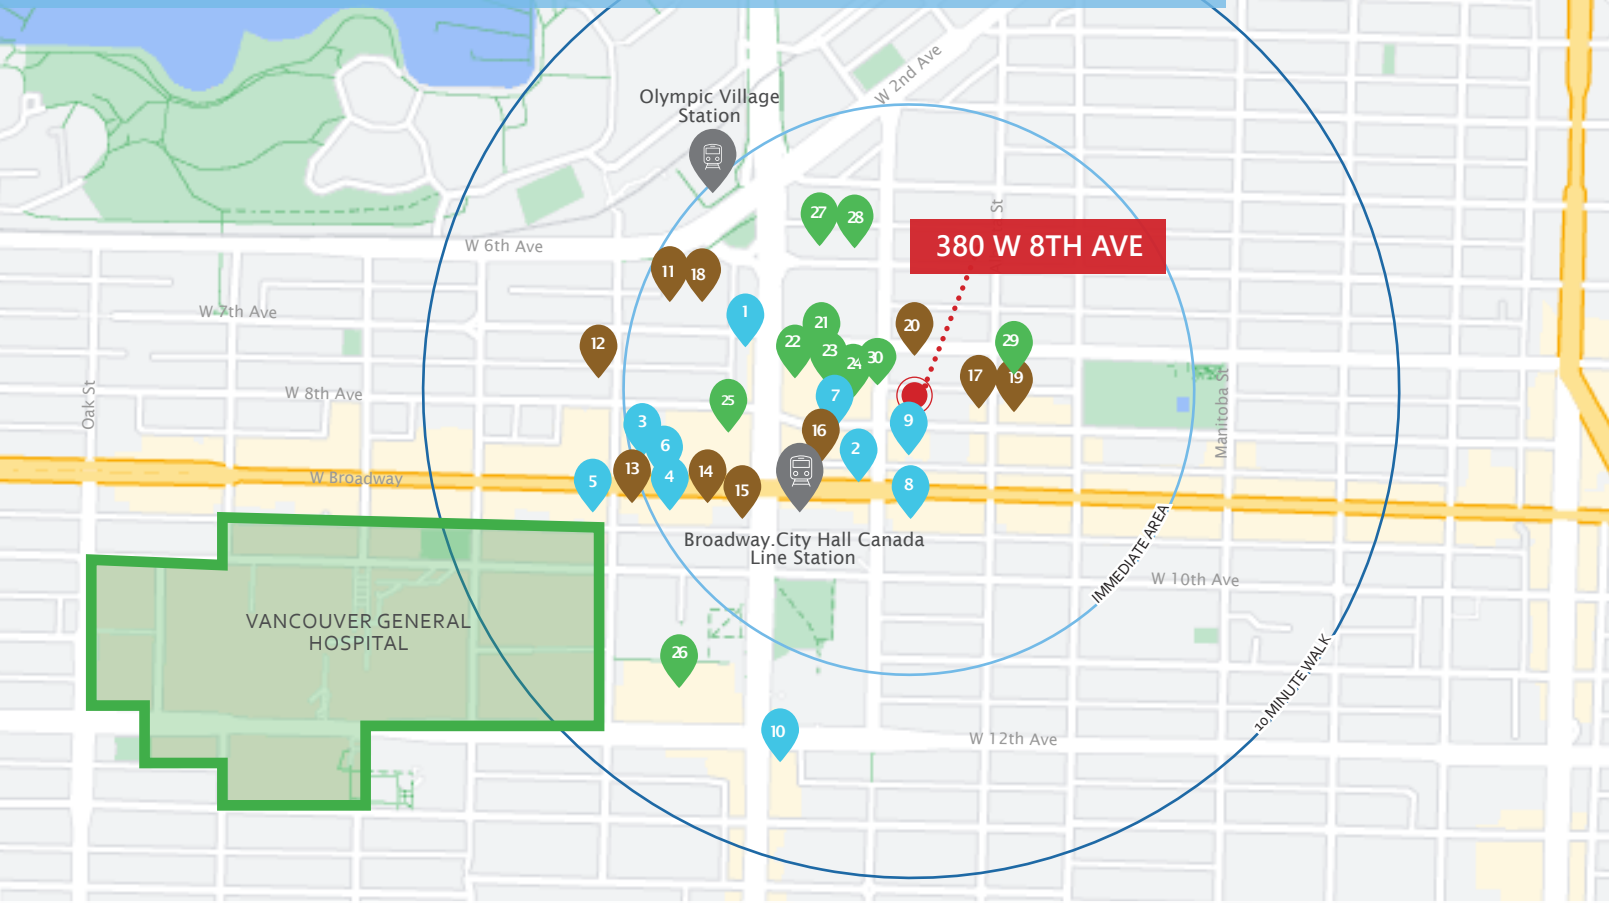 W 2nd Ave
Olympic Village
Station
St
27
28
W 6th Ave
380 W 8TH AVE
11
18
W 7th Ave
1
21
20
12
22
23
24
30
29
17
19
W 8th Ave
Oak St
25
7
Manitoba St
3
6
16
9
2
W Broadway
5
13
4
14
15
8
Broadway.City Hall Canada
Line Station
IMMEDIATE AREA
W 10th Ave
VANCOUVER GENERAL
HOSPITAL
26
10 MINUTE WALK
10
W 12th Ave